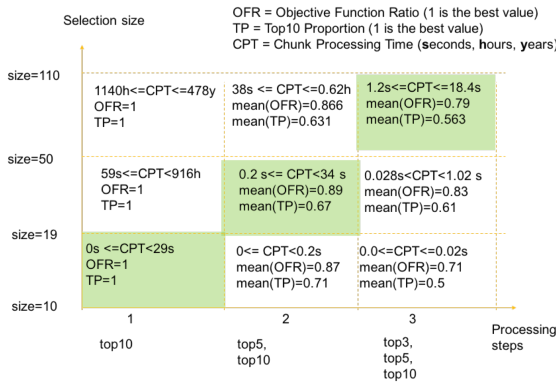 OFR = Objective Function Ratio (1 is the best value)
Selection size
TP = Top10 Proportion (1 is the best value)
CPT = Chunk Processing Time (seconds, hours, years)
size=110
1140h<=CPT<=478y
OFR=1
TP=1
38s <= CPT<=0.62h
mean(OFR)=0.866
mean(TP)=0.631
1.2s<=CPT<=18.4s
mean(OFR)=0.79
mean(TP)=0.563
size=50
59s<=CPT<916h
OFR=1
TP=1
0.2 s<= CPT<34 s
mean(OFR)=0.89
mean(TP)=0.67
0.028s<CPT<1.02 s
mean(OFR)=0.83
mean(TP)=0.61
size=19
0s <=CPT<29s
OFR=1
TP=1
0<= CPT<0.2s
mean(OFR)=0.87
mean(TP)=0.71
0.0<=CPT<=0.02s
mean(OFR)=0.71
mean(TP)=0.5
size=10
1
2
3
Processing
steps
top10
top5,
top10
top3,
top5,
top10